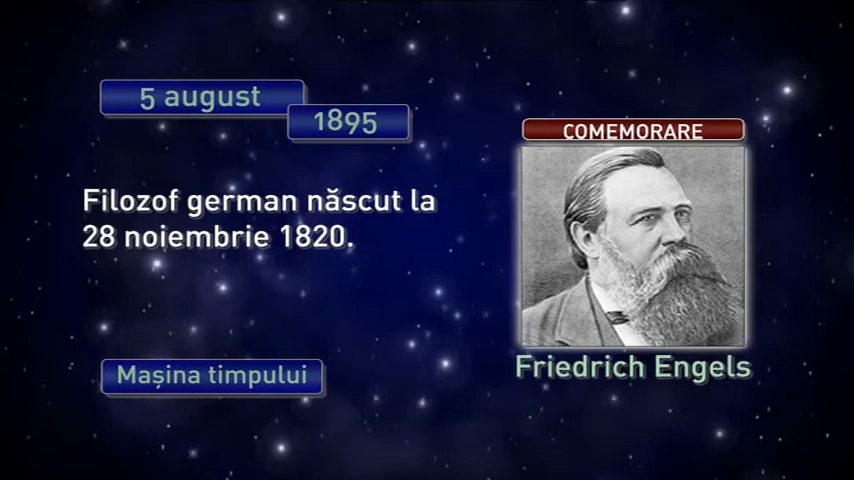 5 august
1895
COMEMORARE
Filozof german născut la
28 noiembrie 1820.
Mașina timpului
Friedrich Engels